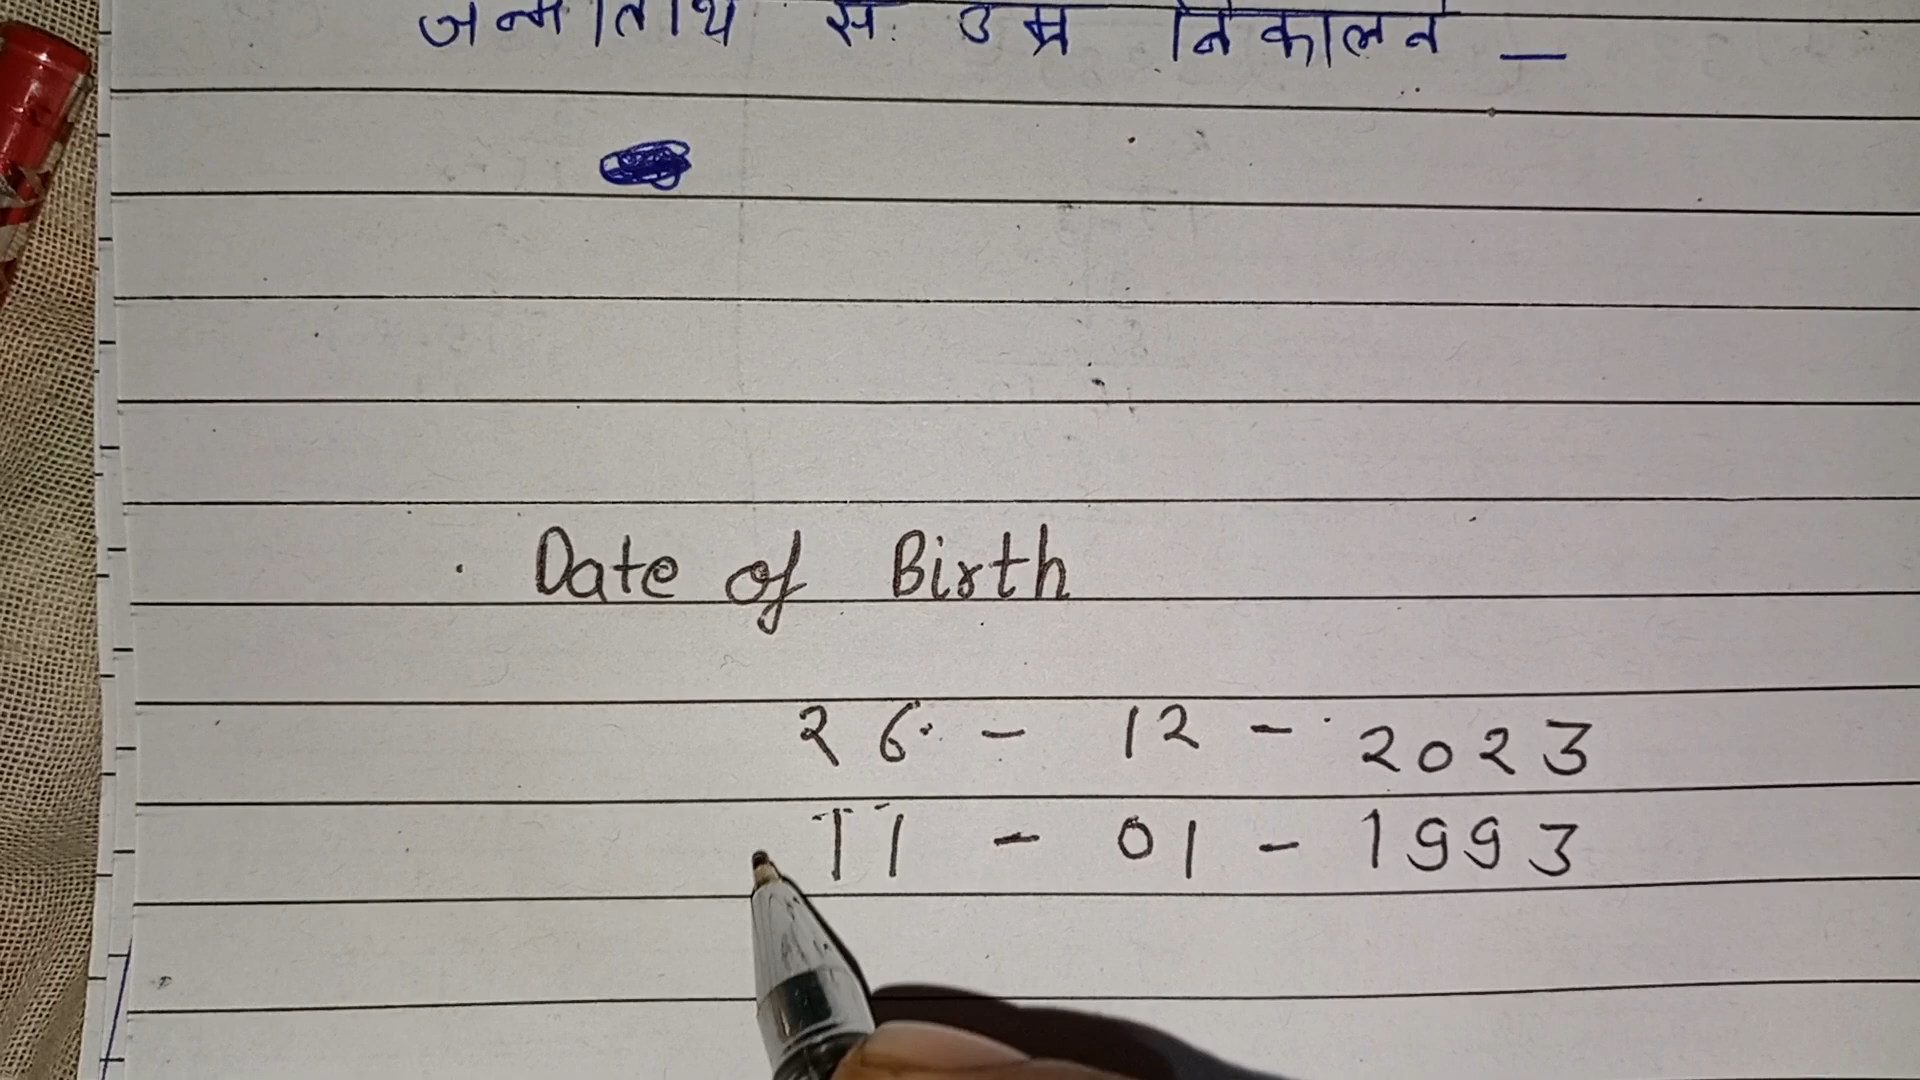 जन्मतिथि से उम्र निकालने -
Date of Birth
26 - 12 - 2023
11 - 01 - 1993